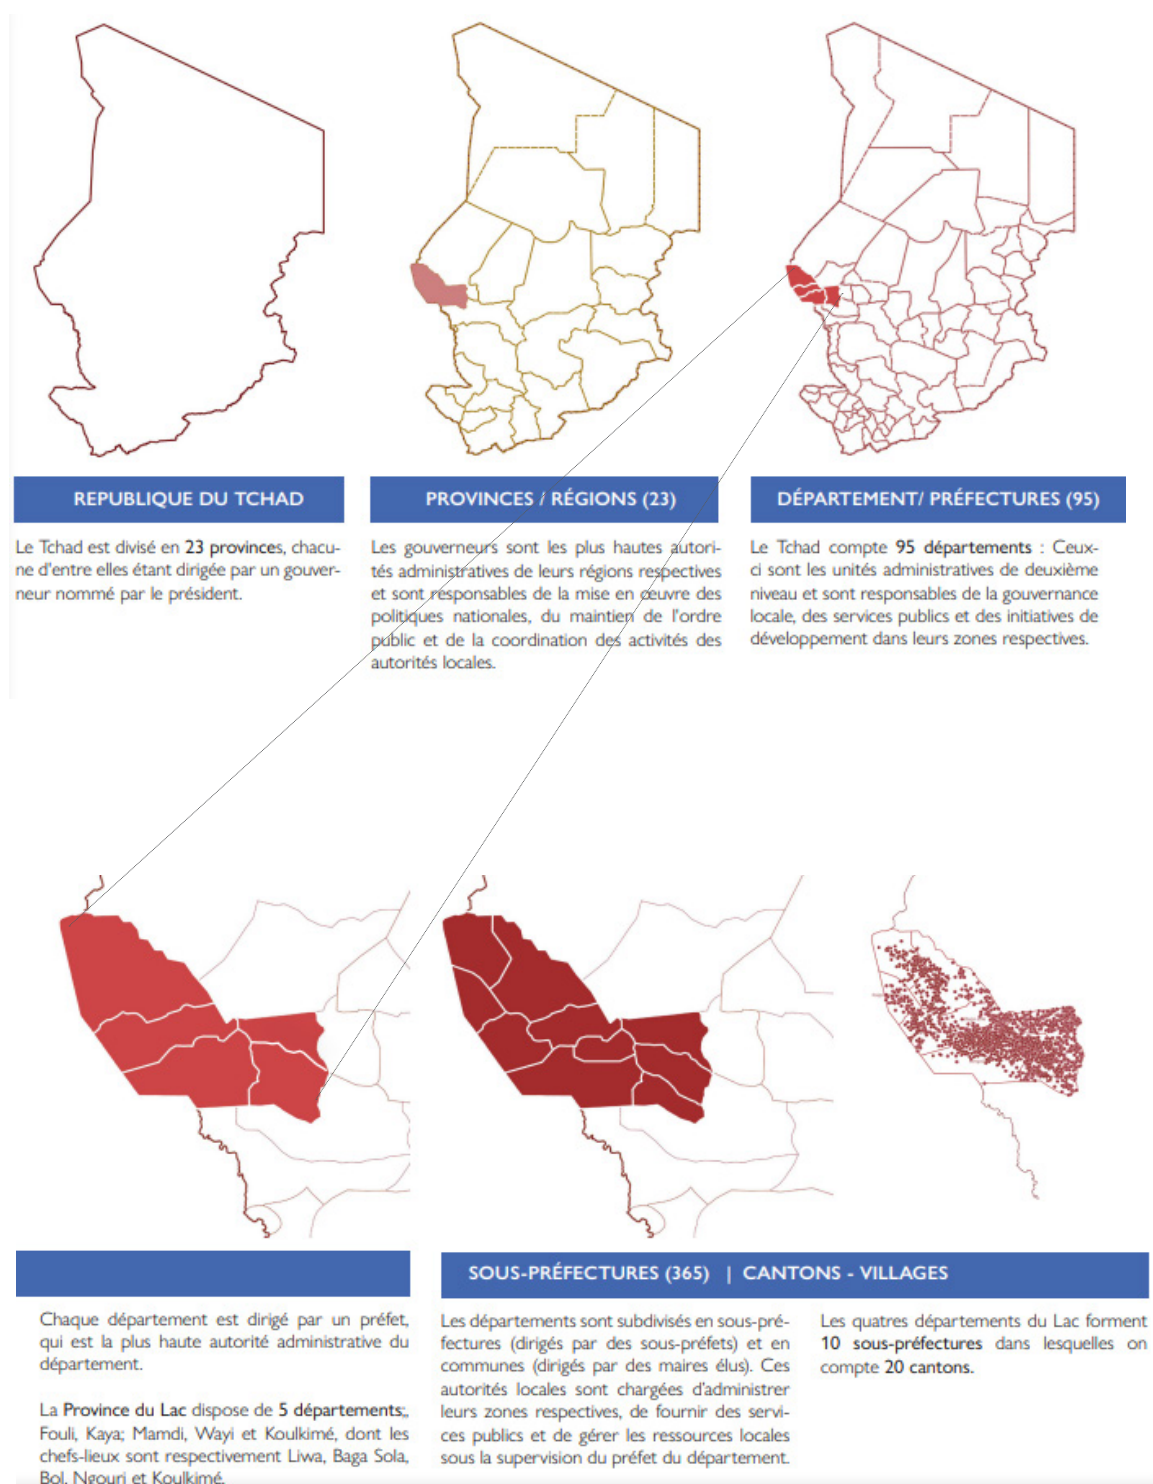 REPUBLIQUE DU TCHAD
Le Tchad est divisé en 23 provinces, chacu-
ne d'entre elles étant dirigée par un gouver-
neur nommé par le président.
PROVINCES / RÉGIONS (23)
Les gouverneurs sont les plus hautes autori-
tés administratives de leurs régions respectives
et sont responsables de la mise en œuvre des
politiques nationales, du maintien de l'ordre
public et de la coordination des activités des
autorités locales.
DÉPARTEMENT/ PRÉFECTURES (95)
Le Tchad compte 95 départements : Ceux-
ci sont les unités administratives de deuxième
niveau et sont responsables de la gouvernance
locale, des services publics et des initiatives de
développement dans leurs zones respectives.
Chaque département est dirigé par un préfet,
qui est la plus haute autorité administrative du
département.
La Province du Lac dispose de 5 départements;,
Fouli, Kaya; Mamdi, Wayi et Koulkimé, dont les
chefs-lieux sont respectivement Liwa, Baga Sola,
Bol, Ngouri et Koulkimé.
SOUS-PRÉFECTURES (365) | CANTONS - VILLAGES
Les départements sont subdivisés en sous-pré-
fectures (dirigés par des sous-préfets) et en
communes (dirigés par des maires élus). Ces
autorités locales sont chargées d'administrer
leurs zones respectives, de fournir des servi-
ces publics et de gérer les ressources locales
sous la supervision du préfet du département.
Les quatres départements du Lac forment
10 sous-préfectures dans lesquelles on
compte 20 cantons.